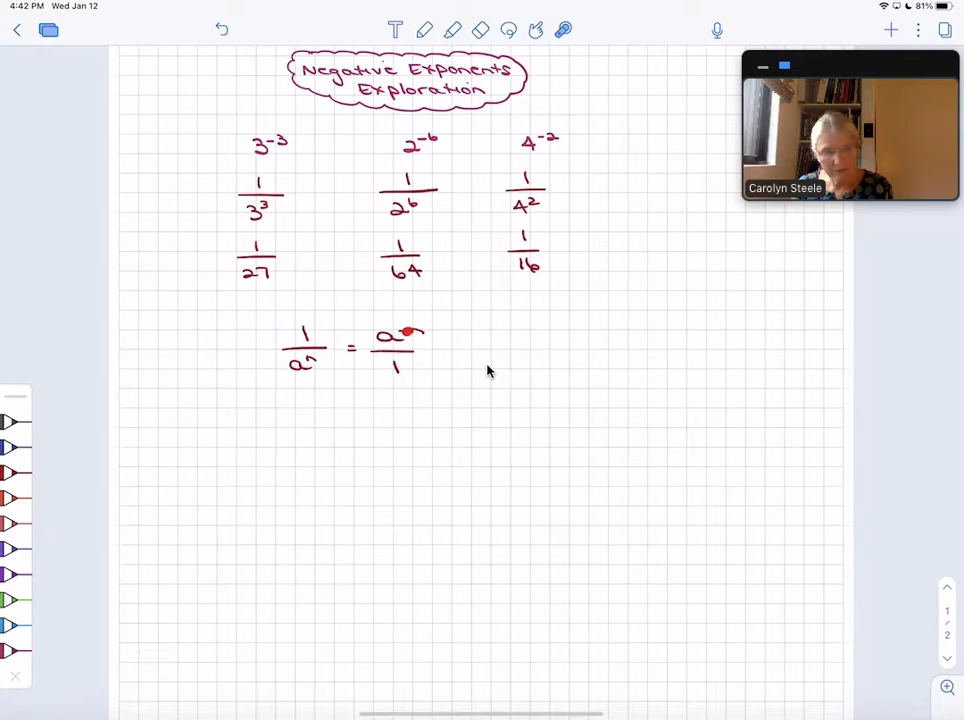 4:42 PM Wed Jan 12
81%
Negative Exponents
Exploration
3⁻³ 2⁻⁶ 4⁻²
1/3³ 1/2⁶ 1/4²
1/27 1/64 1/16
1/aⁿ = a⁻ⁿ/1
Carolyn Steele
T
1
/
2